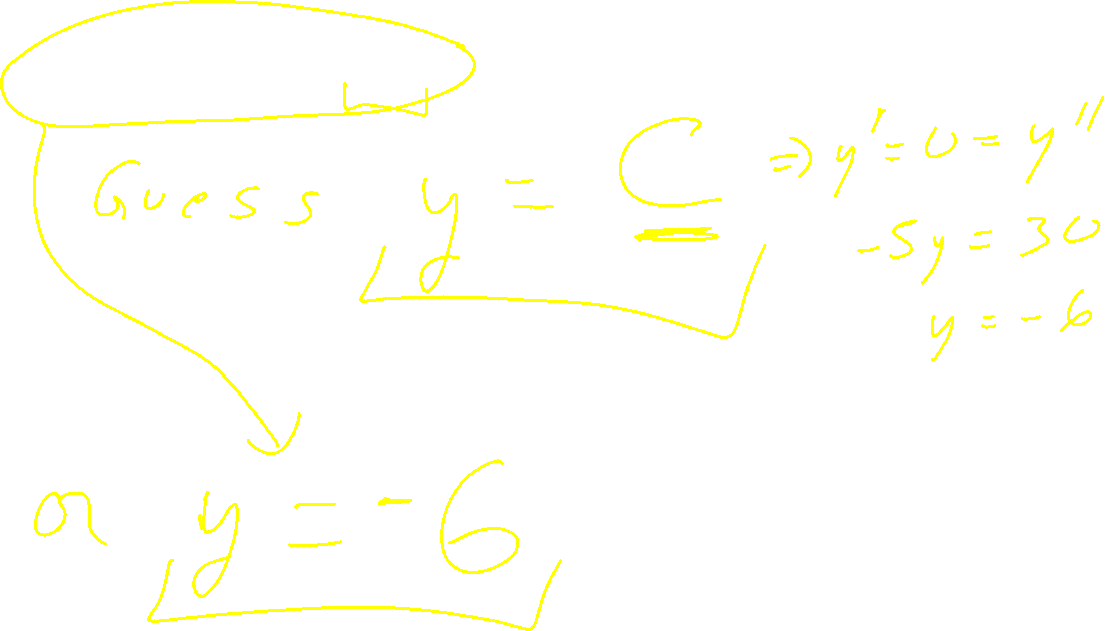 Guess y = C ⇒ y' = 0 = y''
-5y = 30
y = -6
or y = -6